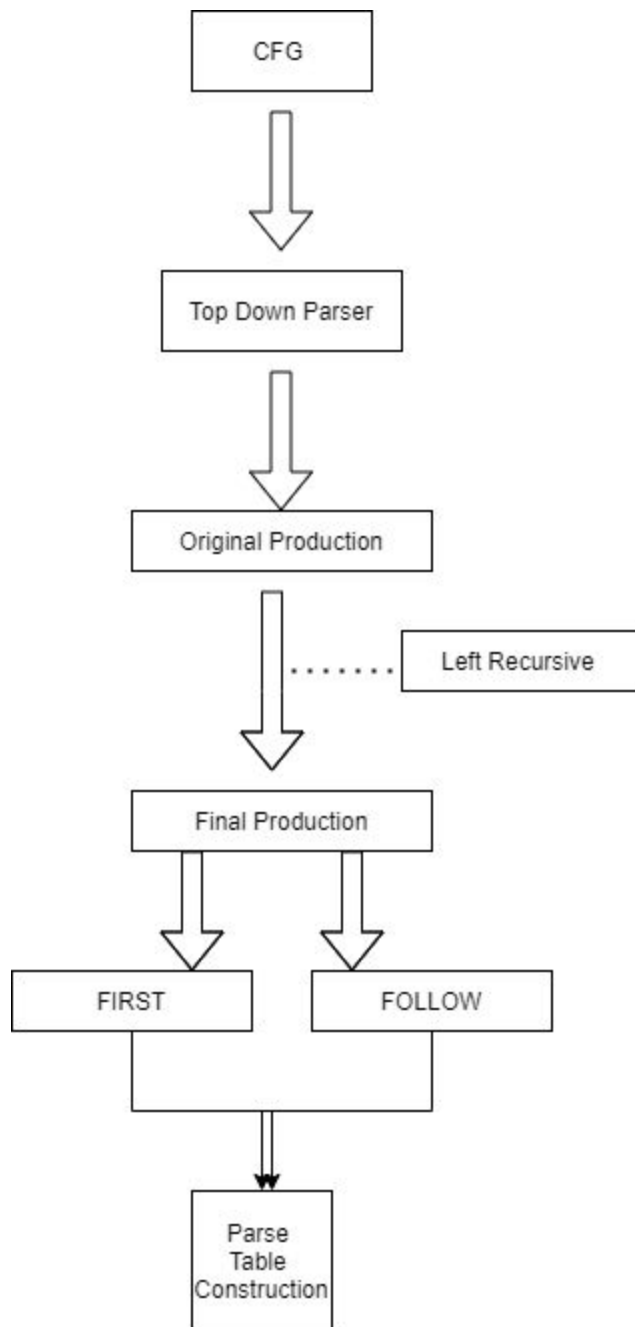 CFG
Top Down Parser
Original Production
Left Recursive
Final Production
FIRST
FOLLOW
Parse
Table
Construction